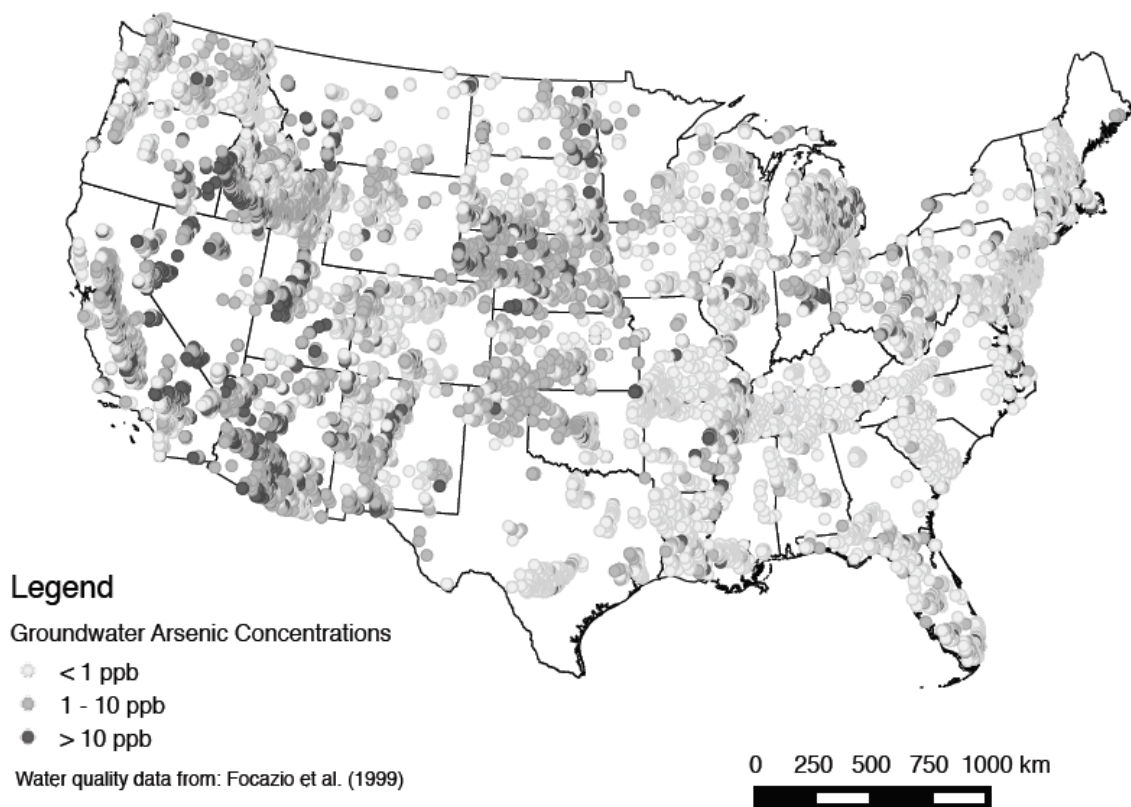 Legend
Groundwater Arsenic Concentrations
< 1 ppb
1 - 10 ppb
> 10 ppb
Water quality data from: Focazio et al. (1999)
0 250 500 750 1000 km